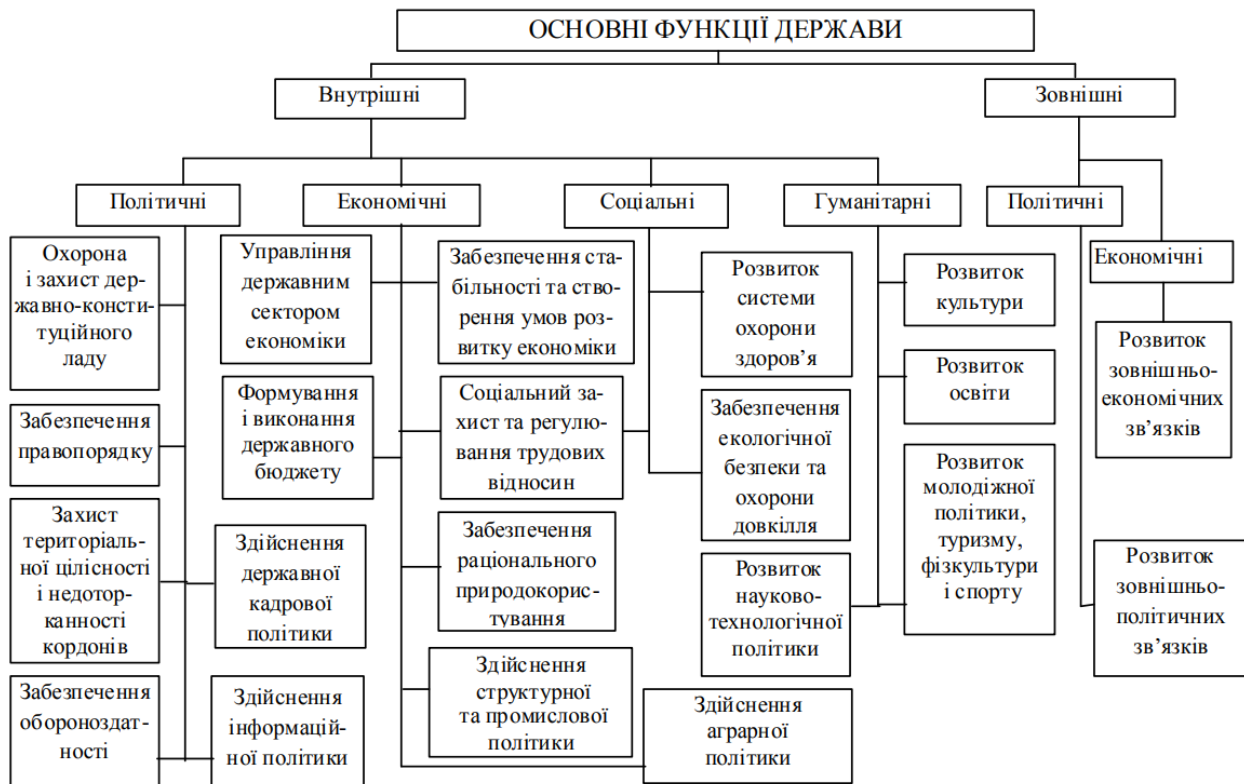 ОСНОВНІ ФУНКЦІЇ ДЕРЖАВИ
Внутрішні
Зовнішні
Політичні
Економічні
Соціальні
Гуманітарні
Політичні
Економічні
Охорона
і захист дер-
жавно-консти-
туційного
ладу
Забезпечення
правопорядку
Захист
територіаль-
ної цілісності
і недотор-
канності
кордонів
Забезпечення
обороноздат-
ності
Управління
державним
сектором
економіки
Формування
і виконання
державного
бюджету
Здійснення
державної
кадрової
політики
Здійснення
інформацій-
ної політики
Забезпечення ста-
більності та ство-
рення умов роз-
витку економіки
Соціальний за-
хист та регулю-
вання трудових
відносин
Забезпечення
раціонального
природокорис-
тування
Здійснення
структурної
та промислової
політики
Розвиток
системи
охорони
здоров’я
Забезпечення
екологічної
безпеки та
охорони
довкілля
Розвиток
науково-
технологічної
політики
Здійснення
аграрної
політики
Розвиток
культури
Розвиток
освіти
Розвиток
молодіжної
політики,
туризму,
фізкультури
і спорту
Розвиток
зовнішньо-
економічних
зв’язків
Розвиток
зовнішньо-
політичних
зв’язків